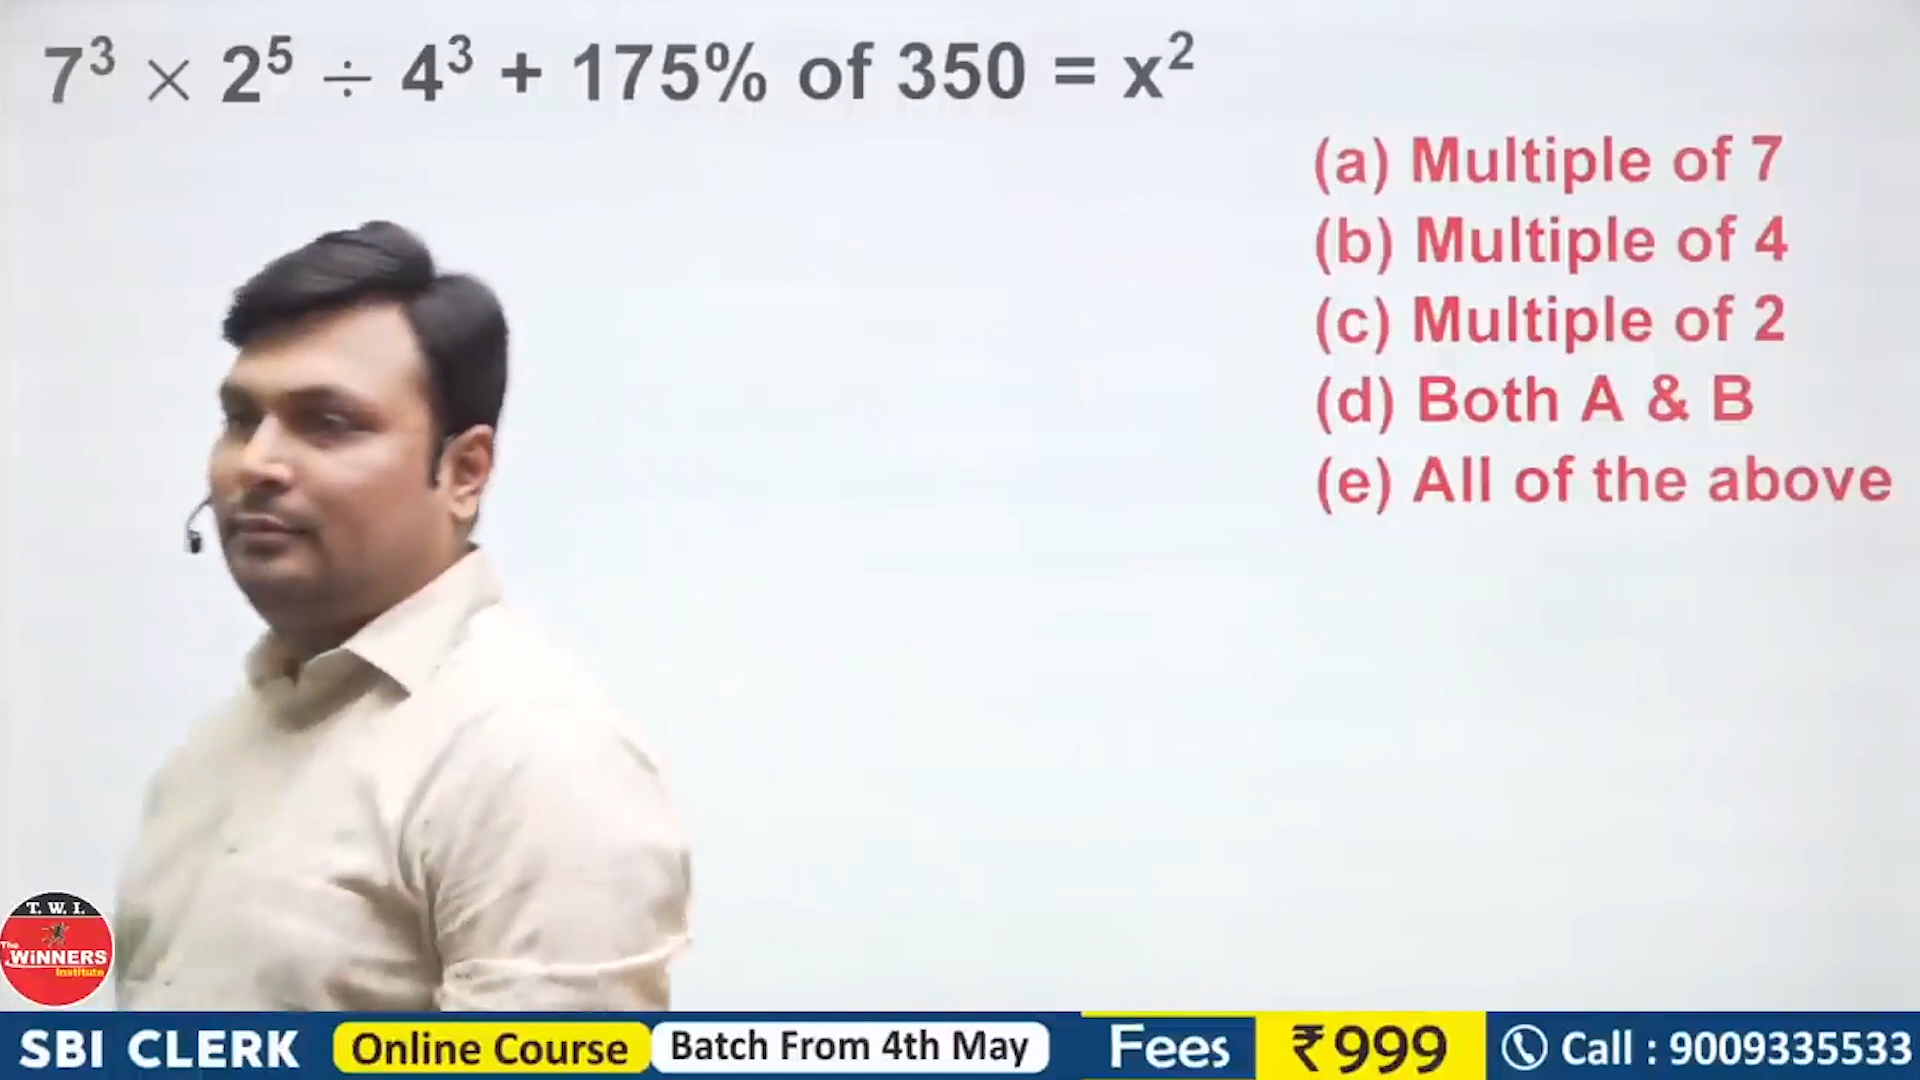 7³ × 2⁵ ÷ 4³ + 175% of 350 = x²
(a) Multiple of 7
(b) Multiple of 4
(c) Multiple of 2
(d) Both A & B
(e) All of the above
T. W. I.
The
WiNNERS
Institute
SBI CLERK Online Course Batch From 4th May Fees ₹999 Call : 9009335533